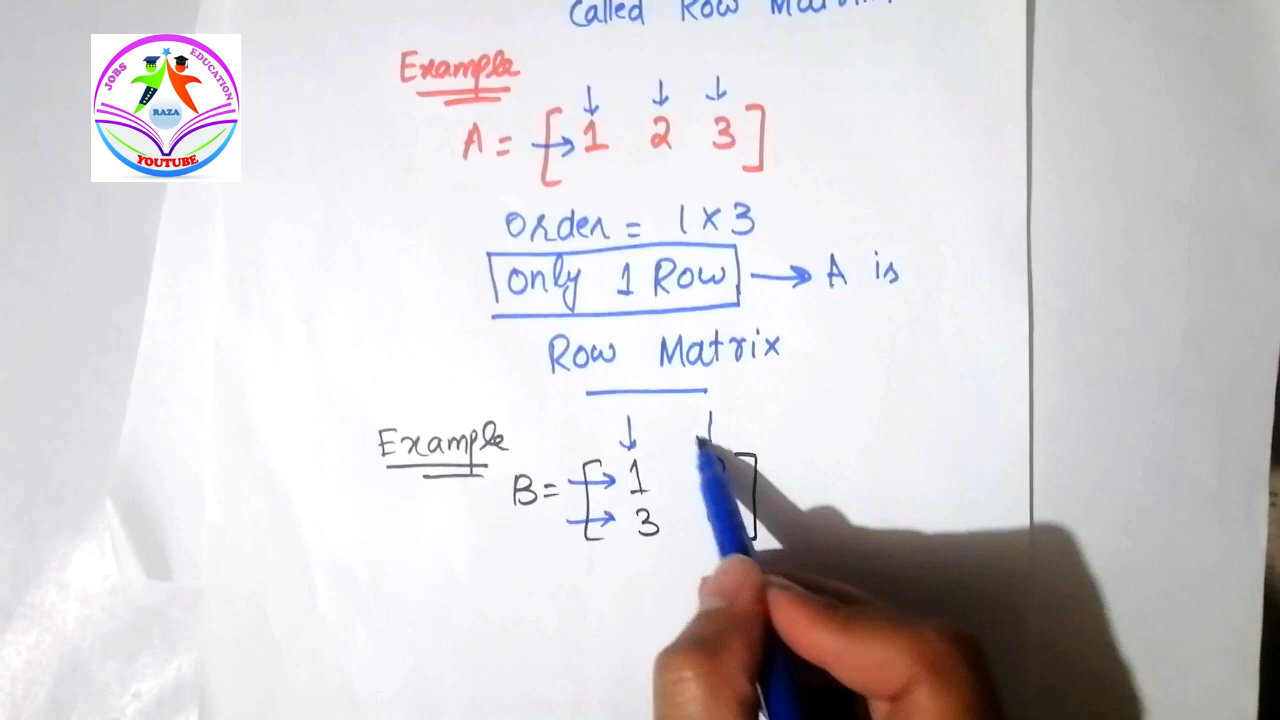 Called Row
JOBS
EDUCATION
RAZA
YOUTUBE
Example
A = [ 1 2 3 ]
order = 1 × 3
only 1 Row → A is
Row Matrix
Example
B = [ 1
3 ]